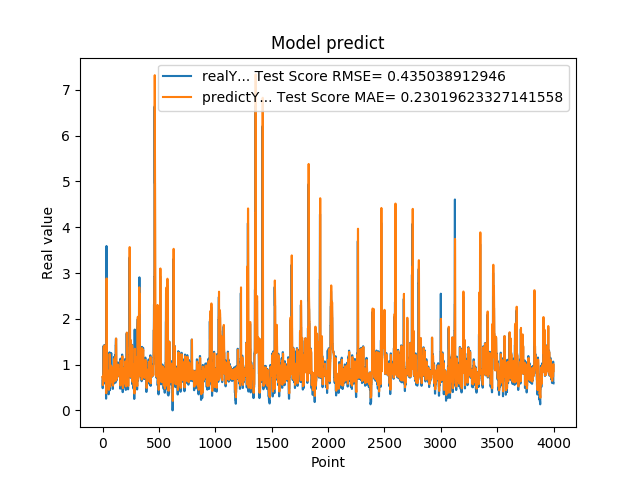 Model predict
realY... Test Score RMSE= 0.435038912946
predictY... Test Score MAE= 0.23019623327141558
Real value
7
6
5
4
3
2
1
0
0 500 1000 1500 2000 2500 3000 3500 4000
Point